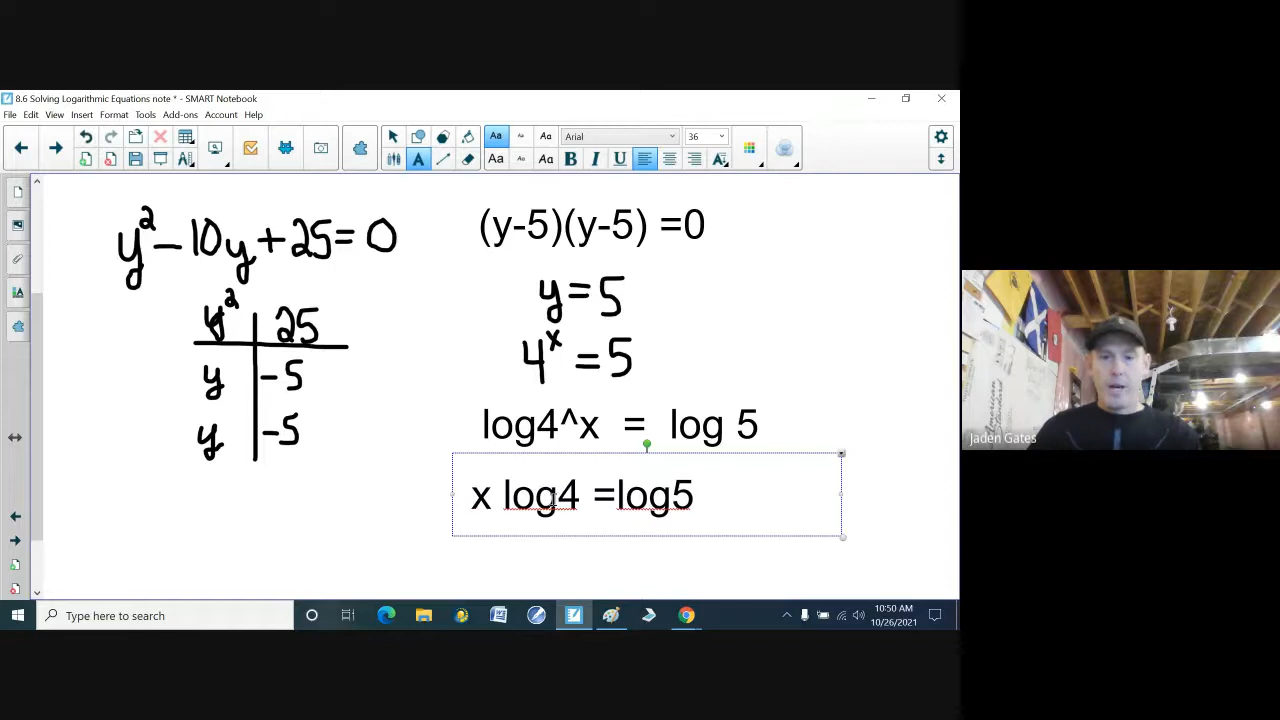 8.6 Solving Logarithmic Equations note * - SMART Notebook
File Edit View Insert Format Tools Add-ons Account Help
Arial 36
y² − 10y + 25 = 0
y² 25
y −5
y −5
(y-5)(y-5) =0
y = 5
4ˣ = 5
log4^x = log 5
x log4 =log5
Jaden Gates
Type here to search
10:50 AM
10/26/2021